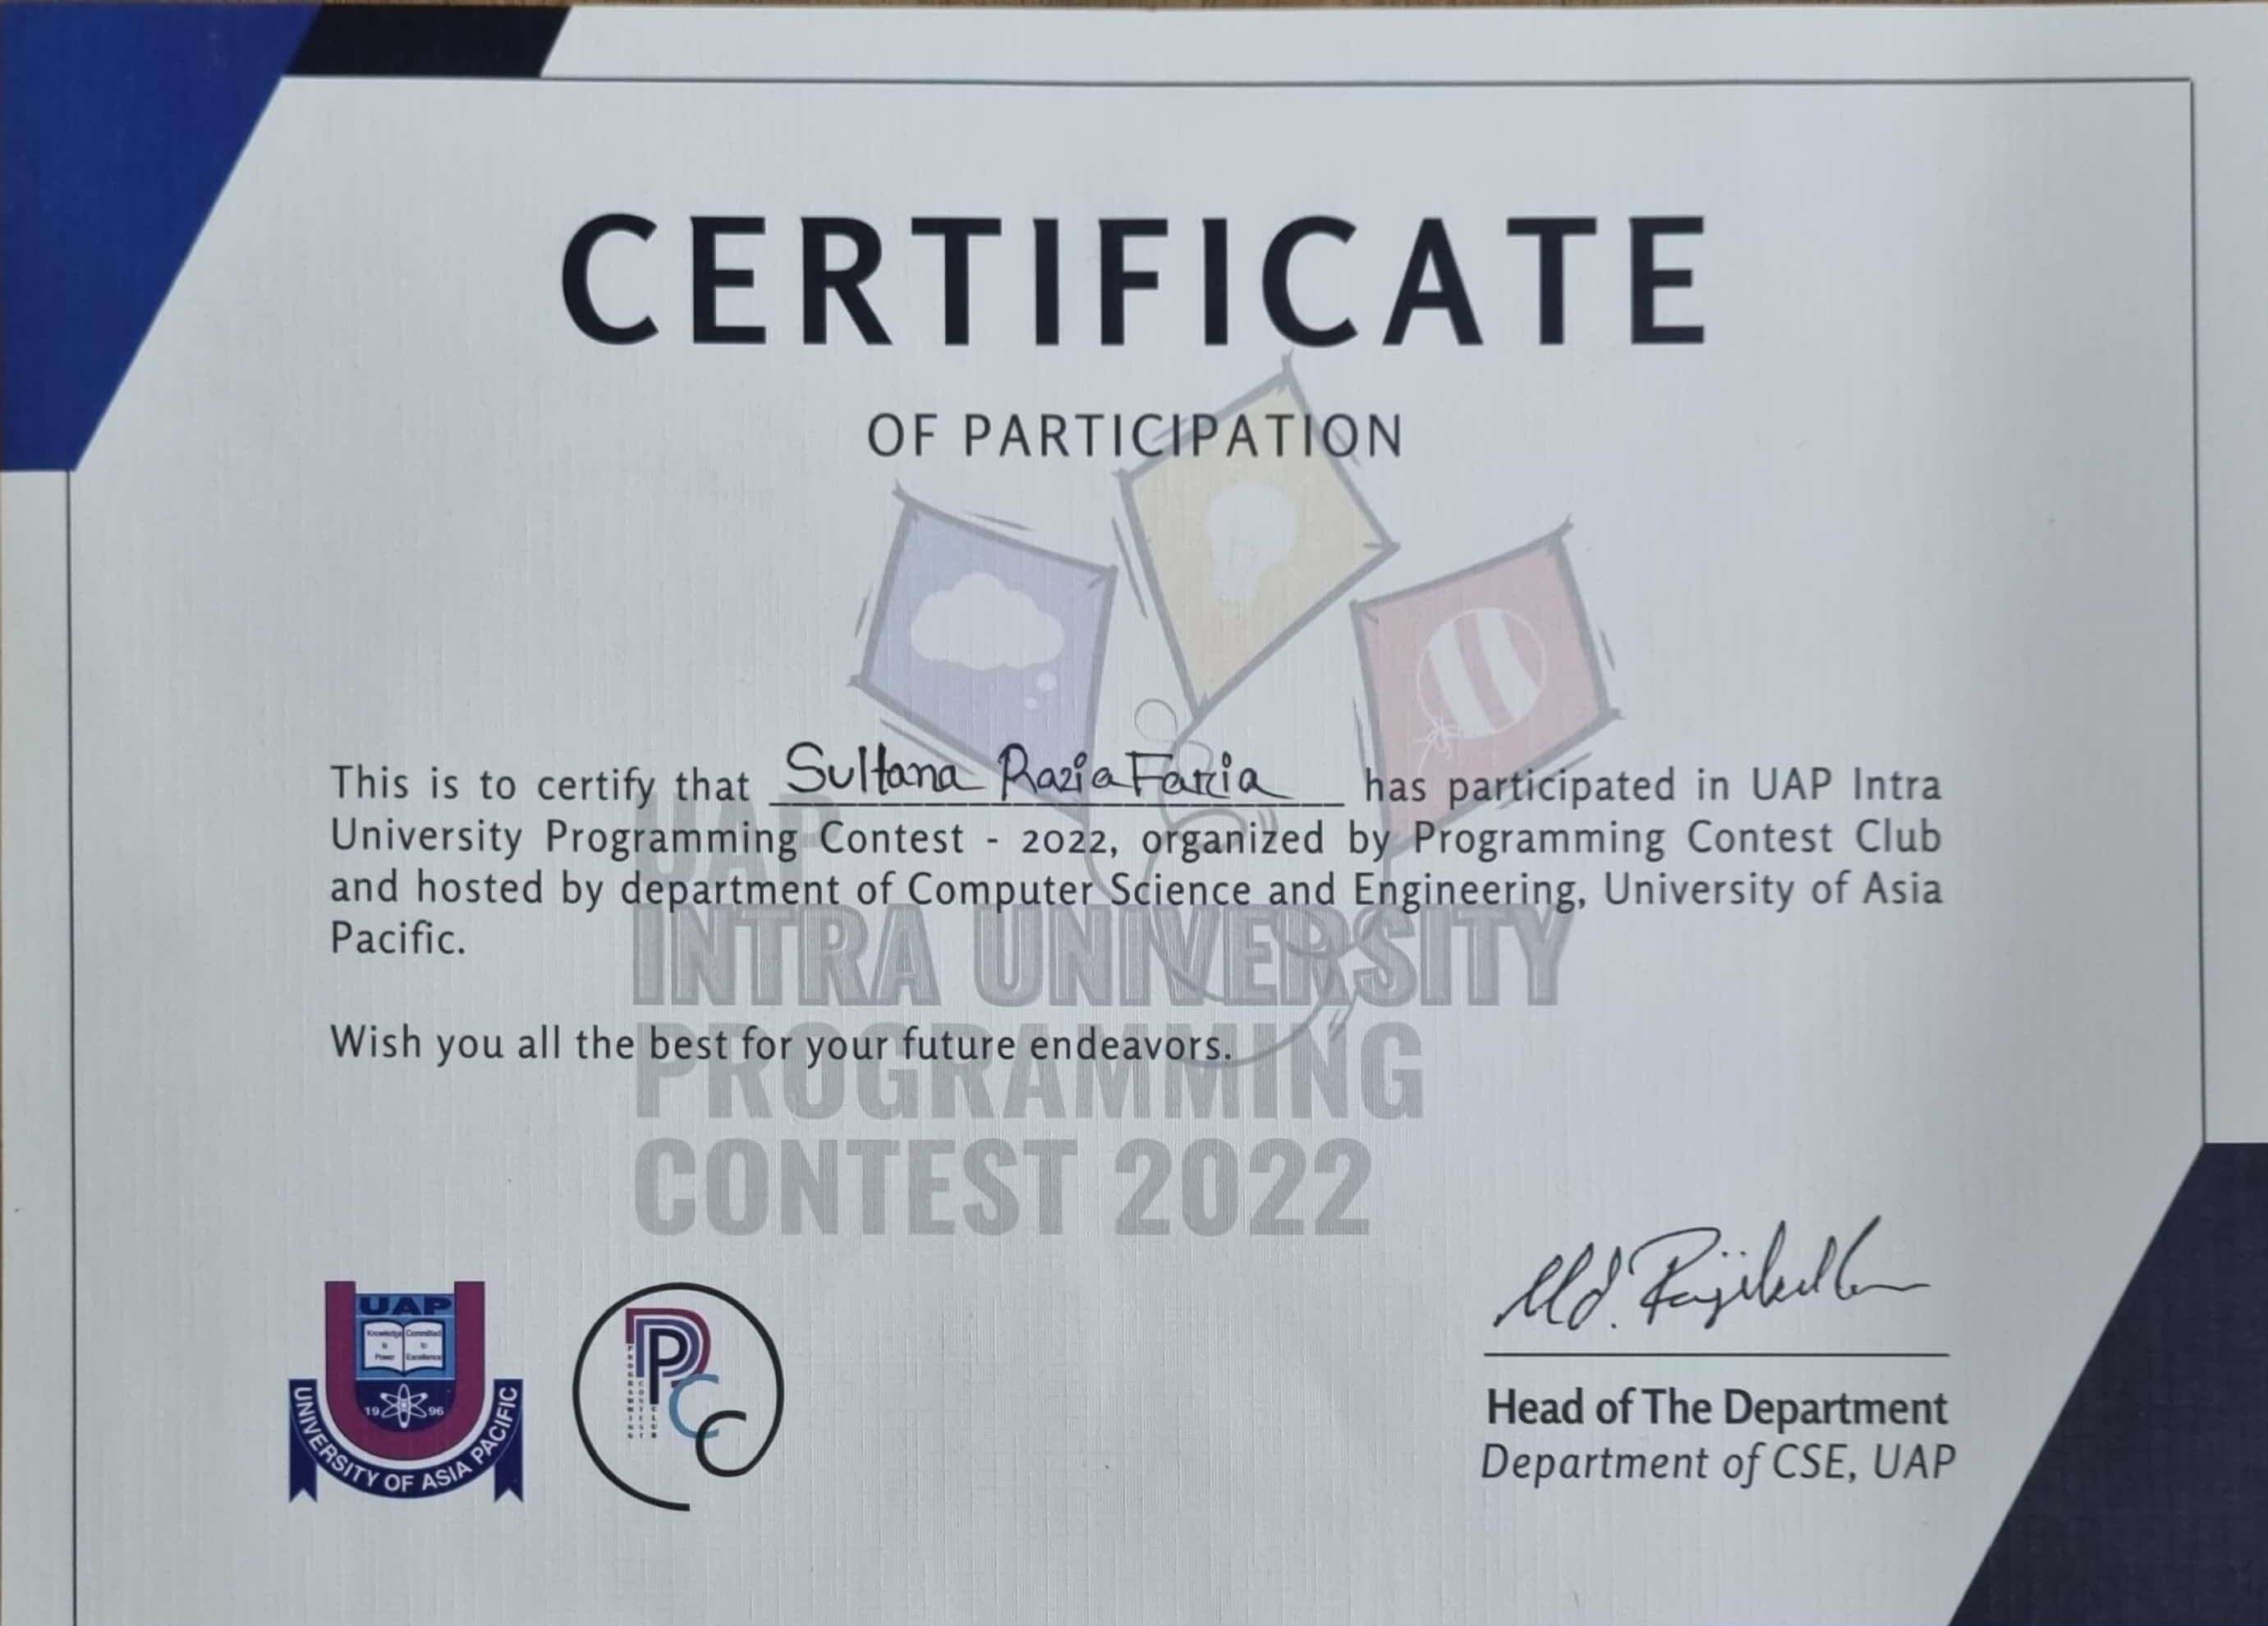 CERTIFICATE
OF PARTICIPATION
This is to certify that Sultana Razia Faria has participated in UAP Intra
University Programming Contest - 2022, organized by Programming Contest Club
and hosted by department of Computer Science and Engineering, University of Asia
Pacific.
Wish you all the best for your future endeavors.
UAP
INTRA UNIVERSITY
PROGRAMMING
CONTEST 2022
UAP
Knowledge is Power
Committed to Excellence
19 96
UNIVERSITY OF ASIA PACIFIC
PCC
PROGRAMMING
CONTEST
CLUB
Md.
Head of The Department
Department of CSE, UAP